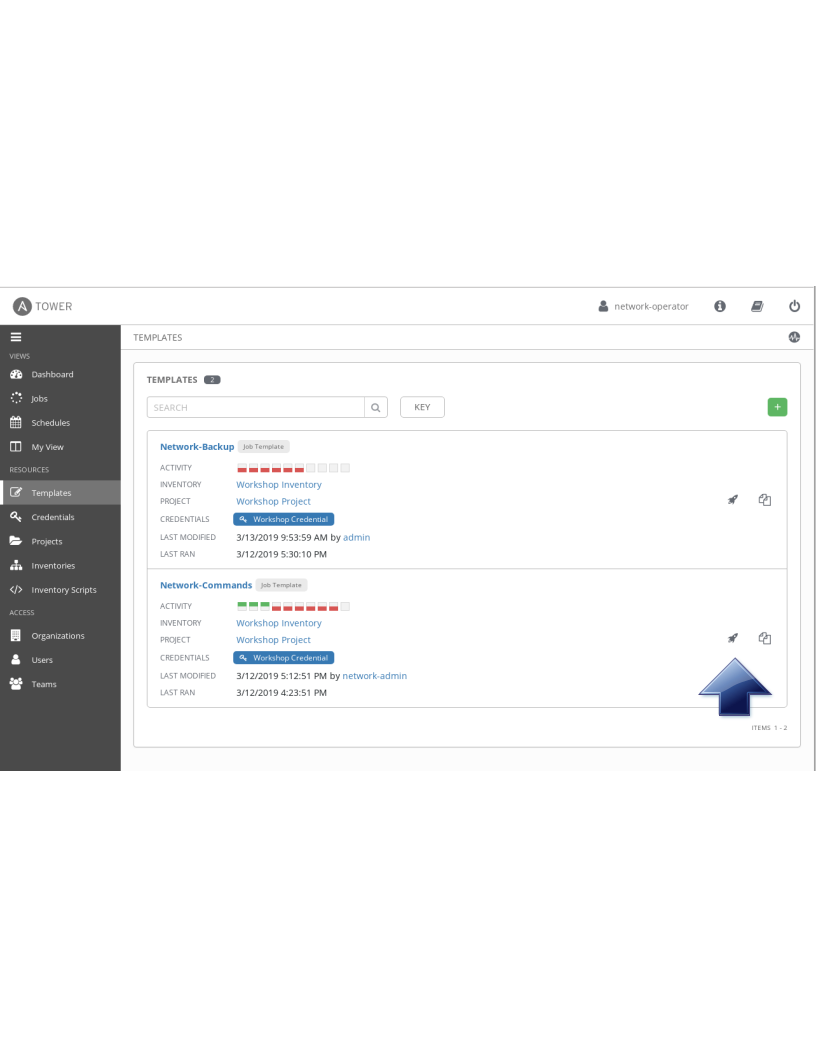 TOWER
network-operator
VIEWS
Dashboard
Jobs
Schedules
My View
RESOURCES
Templates
Credentials
Projects
Inventories
Inventory Scripts
ACCESS
Organizations
Users
Teams
TEMPLATES
TEMPLATES 2
SEARCH
KEY
+
Network-Backup Job Template
ACTIVITY
INVENTORY Workshop Inventory
PROJECT Workshop Project
CREDENTIALS Workshop Credential
LAST MODIFIED 3/13/2019 9:53:59 AM by admin
LAST RAN 3/12/2019 5:30:10 PM
Network-Commands Job Template
ACTIVITY
INVENTORY Workshop Inventory
PROJECT Workshop Project
CREDENTIALS Workshop Credential
LAST MODIFIED 3/12/2019 5:12:51 PM by network-admin
LAST RAN 3/12/2019 4:23:51 PM
ITEMS 1 - 2